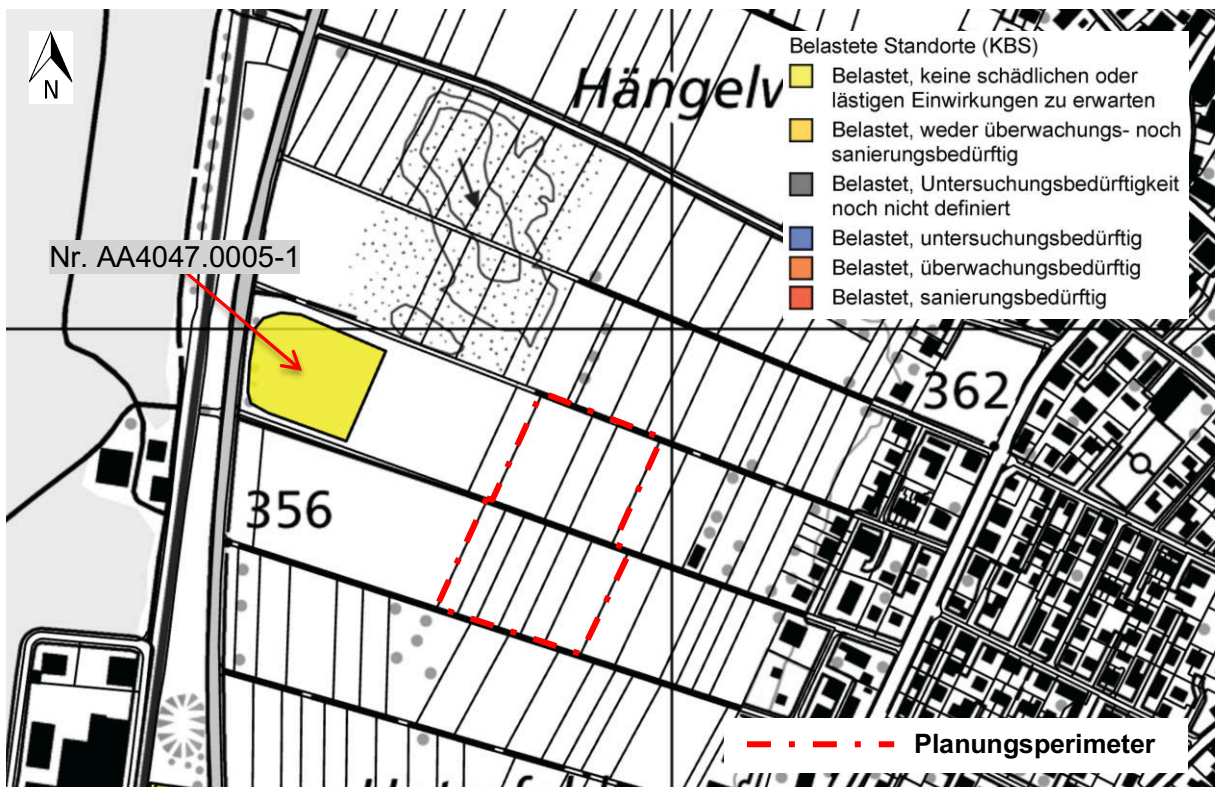 N
Hängelv
Belastete Standorte (KBS)
Belastet, keine schädlichen oder
lästigen Einwirkungen zu erwarten
Belastet, weder überwachungs- noch
sanierungsbedürftig
Belastet, Untersuchungsbedürftigkeit
noch nicht definiert
Belastet, untersuchungsbedürftig
Belastet, überwachungsbedürftig
Belastet, sanierungsbedürftig
Nr. AA4047.0005-1
362
356
Planungsperimeter